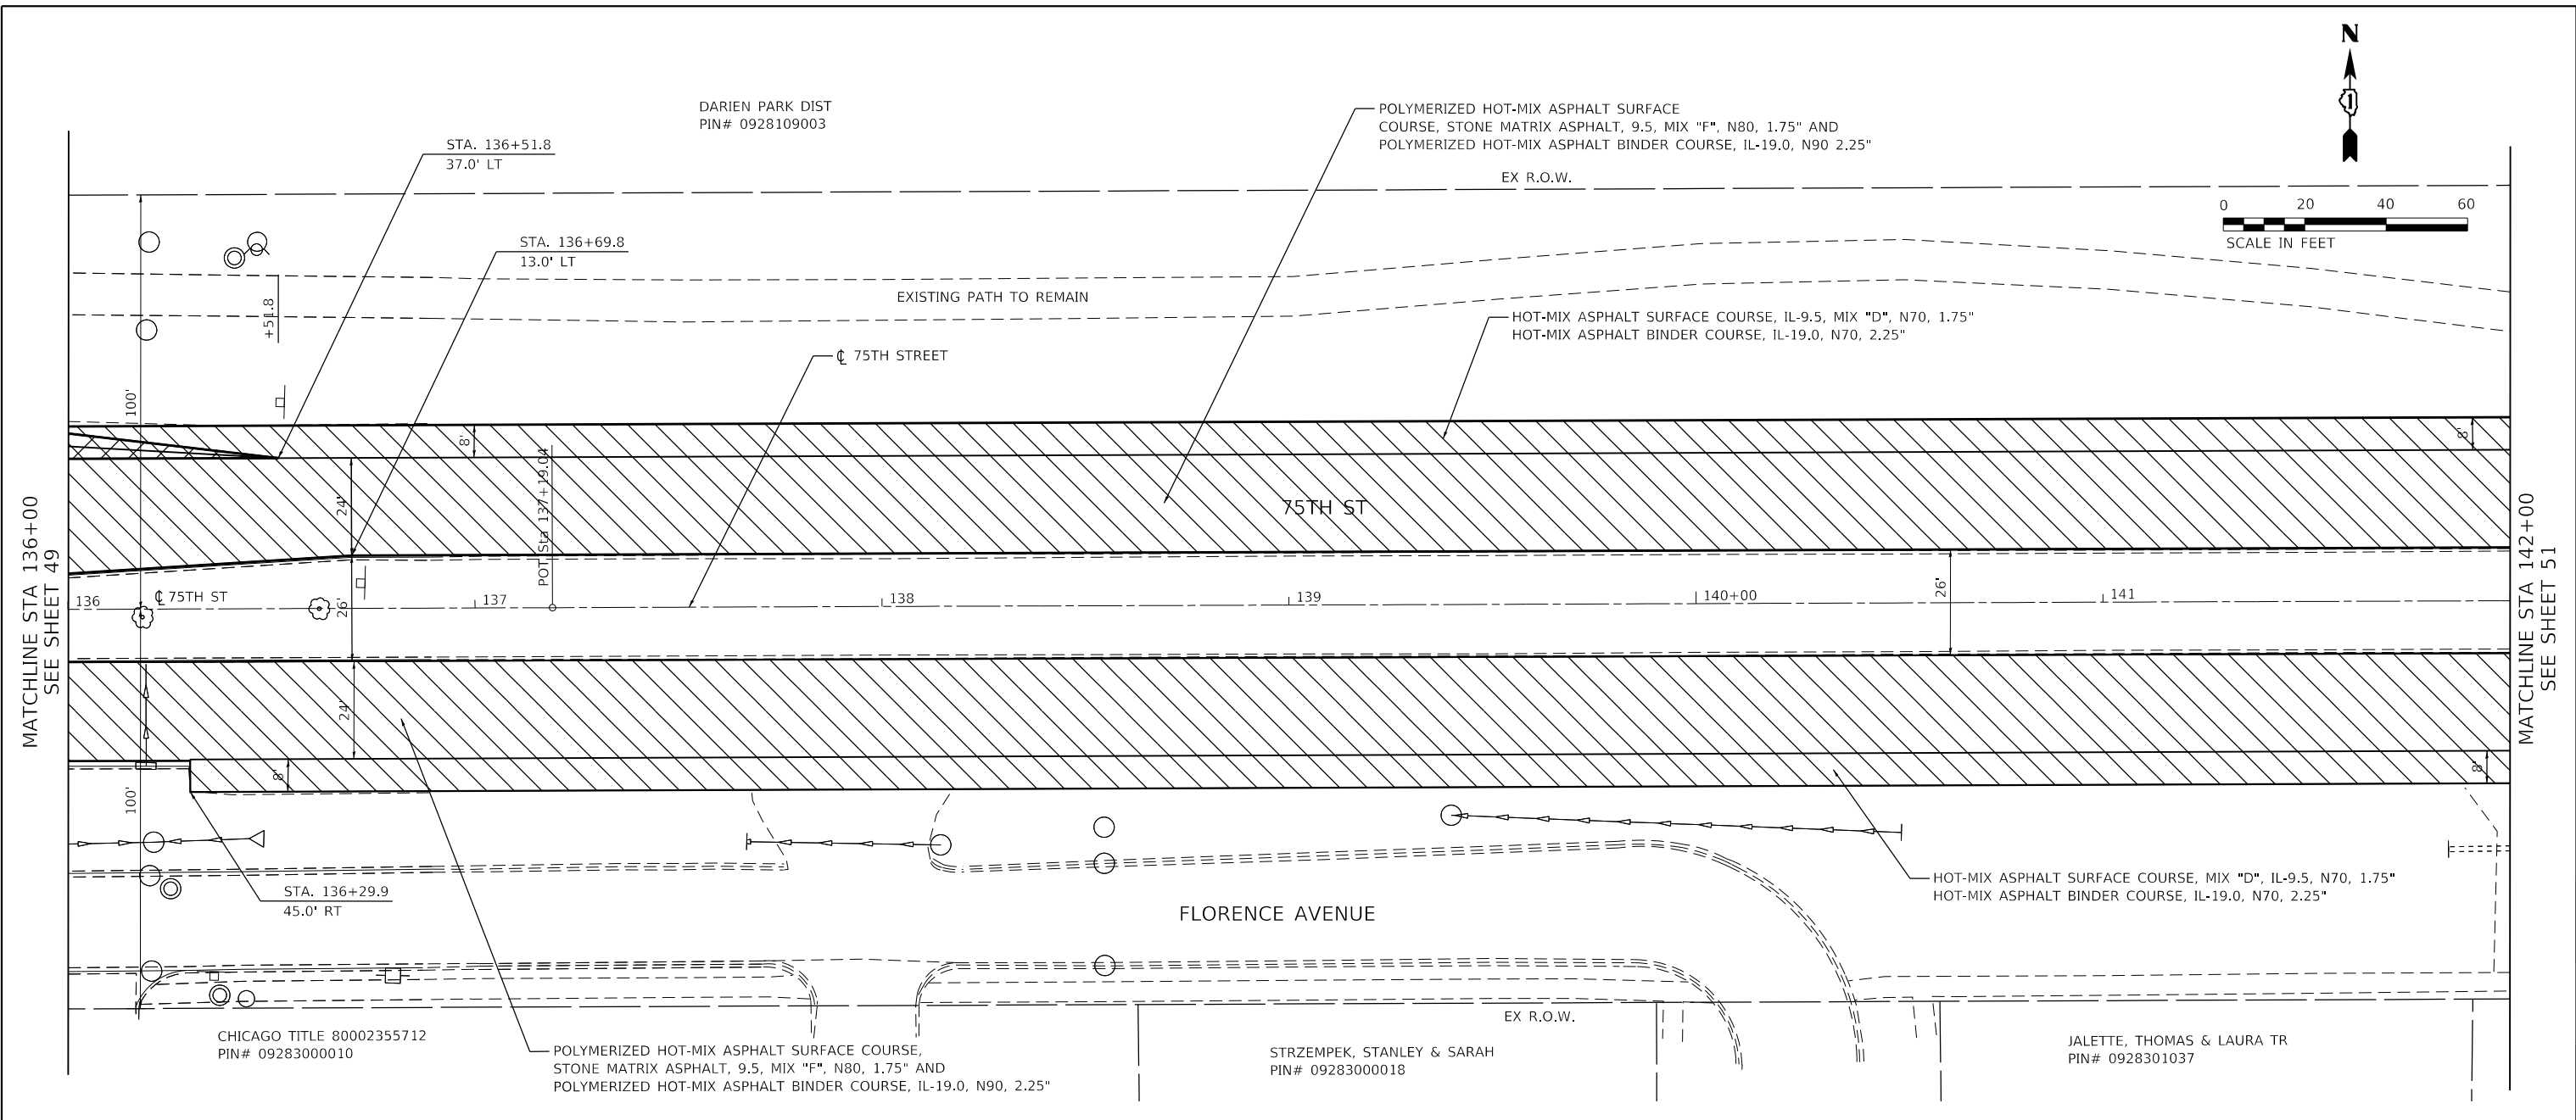 N
DARIEN PARK DIST
PIN# 0928109003
POLYMERIZED HOT-MIX ASPHALT SURFACE
COURSE, STONE MATRIX ASPHALT, 9.5, MIX "F", N80, 1.75" AND
POLYMERIZED HOT-MIX ASPHALT BINDER COURSE, IL-19.0, N90 2.25"
STA. 136+51.8
37.0' LT
EX R.O.W.
0 20 40 60
SCALE IN FEET
STA. 136+69.8
13.0' LT
+51.8
EXISTING PATH TO REMAIN
HOT-MIX ASPHALT SURFACE COURSE, IL-9.5, MIX "D", N70, 1.75"
HOT-MIX ASPHALT BINDER COURSE, IL-19.0, N70, 2.25"
℄ 75TH STREET
100'
8'
8'
24'
POT Sta 137+19.04
75TH ST
MATCHLINE STA 136+00
SEE SHEET 49
MATCHLINE STA 142+00
SEE SHEET 51
136
℄ 75TH ST
137
138
139
140+00
141
26'
26'
24'
8'
8'
100'
STA. 136+29.9
45.0' RT
HOT-MIX ASPHALT SURFACE COURSE, MIX "D", IL-9.5, N70, 1.75"
HOT-MIX ASPHALT BINDER COURSE, IL-19.0, N70, 2.25"
FLORENCE AVENUE
EX R.O.W.
CHICAGO TITLE 80002355712
PIN# 09283000010
POLYMERIZED HOT-MIX ASPHALT SURFACE COURSE,
STONE MATRIX ASPHALT, 9.5, MIX "F", N80, 1.75" AND
POLYMERIZED HOT-MIX ASPHALT BINDER COURSE, IL-19.0, N90, 2.25"
STRZEMPEK, STANLEY & SARAH
PIN# 09283000018
JALETTE, THOMAS & LAURA TR
PIN# 0928301037